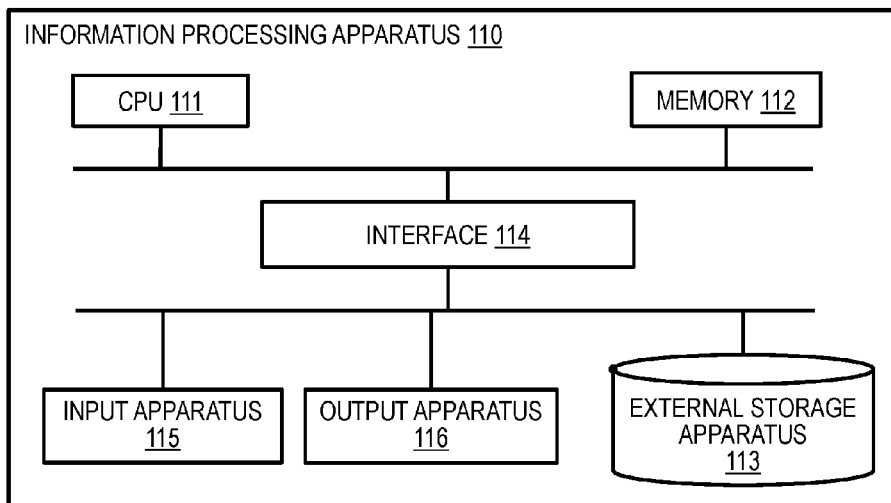 INFORMATION PROCESSING APPARATUS 110
CPU 111
MEMORY 112
INTERFACE 114
INPUT APPARATUS
115
OUTPUT APPARATUS
116
EXTERNAL STORAGE
APPARATUS
113